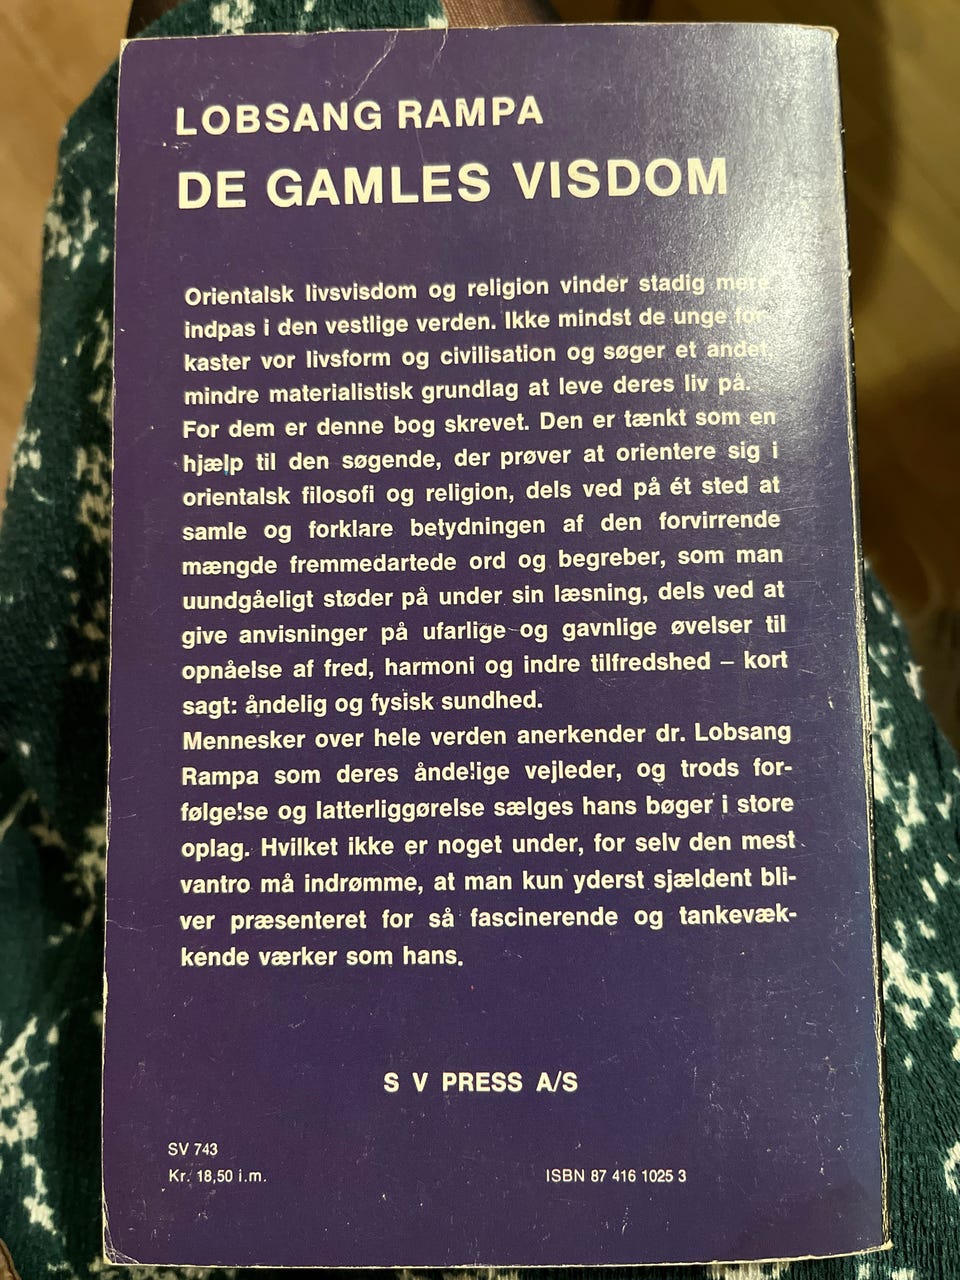 LOBSANG RAMPA
DE GAMLES VISDOM
Orientalsk livsvisdom og religion vinder stadig mere
indpas i den vestlige verden. Ikke mindst de unge for-
kaster vor livsform og civilisation og søger et andet,
mindre materialistisk grundlag at leve deres liv på.
For dem er denne bog skrevet. Den er tænkt som en
hjælp til den søgende, der prøver at orientere sig i
orientalsk filosofi og religion, dels ved på ét sted at
samle og forklare betydningen af den forvirrende
mængde fremmedartede ord og begreber, som man
uundgåeligt støder på under sin læsning, dels ved at
give anvisninger på ufarlige og gavnlige øvelser til
opnåelse af fred, harmoni og indre tilfredshed – kort
sagt: åndelig og fysisk sundhed.
Mennesker over hele verden anerkender dr. Lobsang
Rampa som deres åndelige vejleder, og trods for-
følgelse og latterliggørelse sælges hans bøger i store
oplag. Hvilket ikke er noget under, for selv den mest
vantro må indrømme, at man kun yderst sjældent bli-
ver præsenteret for så fascinerende og tankevæk-
kende værker som hans.
S V PRESS A/S
SV 743
Kr. 18,50 i.m.
ISBN 87 416 1025 3